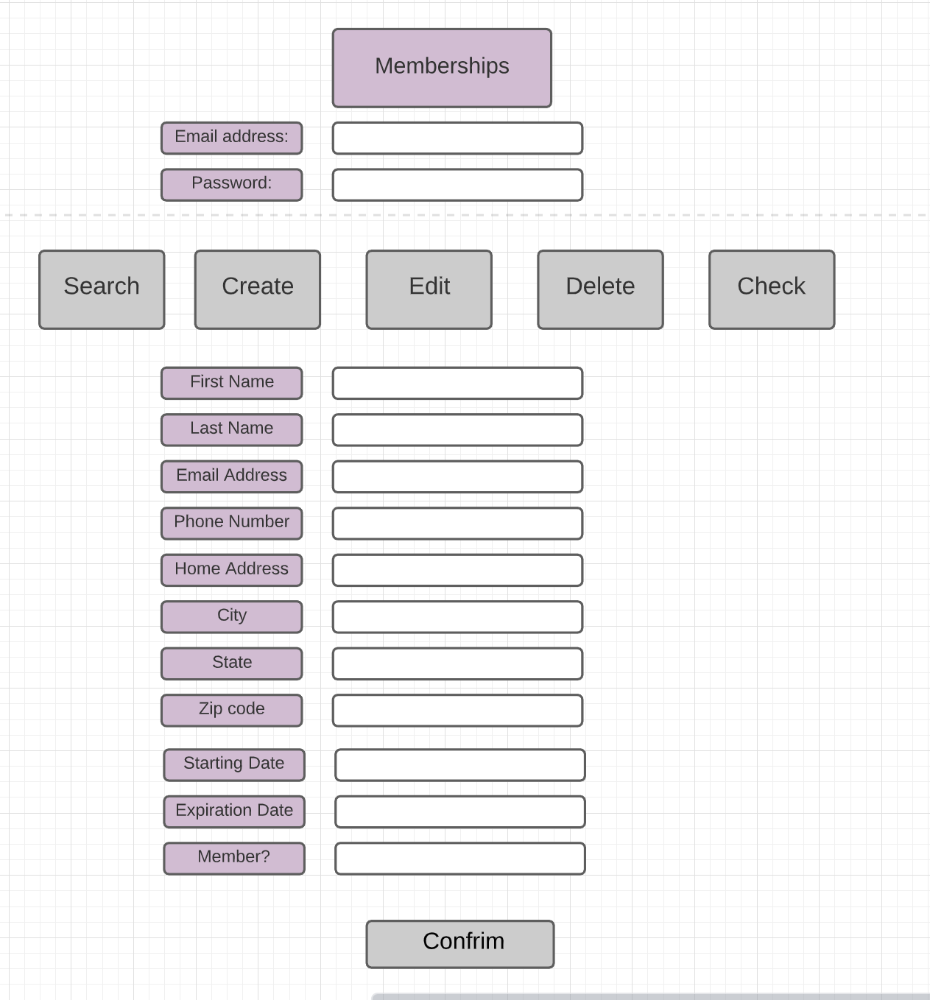 Memberships
Email address:
Password:
Search
Create
Edit
Delete
Check
First Name
Last Name
Email Address
Phone Number
Home Address
City
State
Zip code
Starting Date
Expiration Date
Member?
Confrim